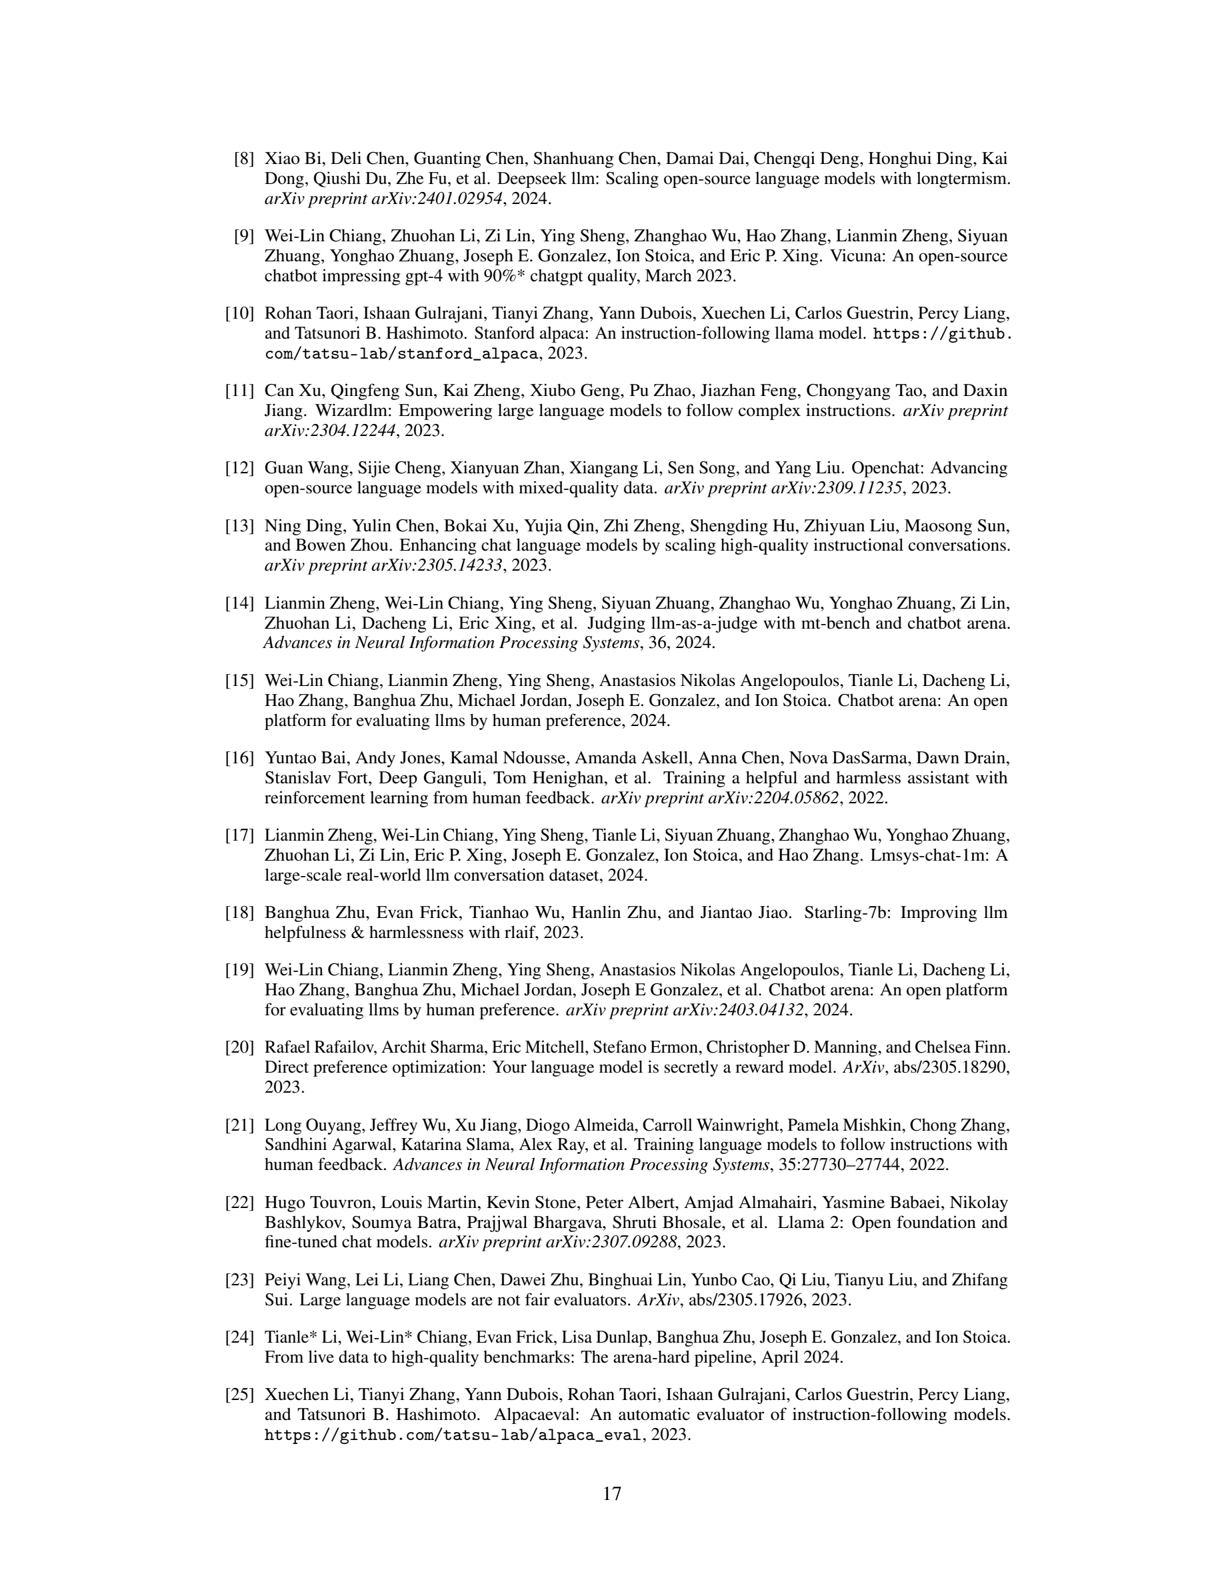 [8] Xiao Bi, Deli Chen, Guanting Chen, Shanhuang Chen, Damai Dai, Chengqi Deng, Honghui Ding, Kai
Dong, Qiushi Du, Zhe Fu, et al. Deepseek llm: Scaling open-source language models with longtermism.
arXiv preprint arXiv:2401.02954, 2024.
[9] Wei-Lin Chiang, Zhuohan Li, Zi Lin, Ying Sheng, Zhanghao Wu, Hao Zhang, Lianmin Zheng, Siyuan
Zhuang, Yonghao Zhuang, Joseph E. Gonzalez, Ion Stoica, and Eric P. Xing. Vicuna: An open-source
chatbot impressing gpt-4 with 90%* chatgpt quality, March 2023.
[10] Rohan Taori, Ishaan Gulrajani, Tianyi Zhang, Yann Dubois, Xuechen Li, Carlos Guestrin, Percy Liang,
and Tatsunori B. Hashimoto. Stanford alpaca: An instruction-following llama model. https://github.
com/tatsu-lab/stanford_alpaca, 2023.
[11] Can Xu, Qingfeng Sun, Kai Zheng, Xiubo Geng, Pu Zhao, Jiazhan Feng, Chongyang Tao, and Daxin
Jiang. Wizardlm: Empowering large language models to follow complex instructions. arXiv preprint
arXiv:2304.12244, 2023.
[12] Guan Wang, Sijie Cheng, Xianyuan Zhan, Xiangang Li, Sen Song, and Yang Liu. Openchat: Advancing
open-source language models with mixed-quality data. arXiv preprint arXiv:2309.11235, 2023.
[13] Ning Ding, Yulin Chen, Bokai Xu, Yujia Qin, Zhi Zheng, Shengding Hu, Zhiyuan Liu, Maosong Sun,
and Bowen Zhou. Enhancing chat language models by scaling high-quality instructional conversations.
arXiv preprint arXiv:2305.14233, 2023.
[14] Lianmin Zheng, Wei-Lin Chiang, Ying Sheng, Siyuan Zhuang, Zhanghao Wu, Yonghao Zhuang, Zi Lin,
Zhuohan Li, Dacheng Li, Eric Xing, et al. Judging llm-as-a-judge with mt-bench and chatbot arena.
Advances in Neural Information Processing Systems, 36, 2024.
[15] Wei-Lin Chiang, Lianmin Zheng, Ying Sheng, Anastasios Nikolas Angelopoulos, Tianle Li, Dacheng Li,
Hao Zhang, Banghua Zhu, Michael Jordan, Joseph E. Gonzalez, and Ion Stoica. Chatbot arena: An open
platform for evaluating llms by human preference, 2024.
[16] Yuntao Bai, Andy Jones, Kamal Ndousse, Amanda Askell, Anna Chen, Nova DasSarma, Dawn Drain,
Stanislav Fort, Deep Ganguli, Tom Henighan, et al. Training a helpful and harmless assistant with
reinforcement learning from human feedback. arXiv preprint arXiv:2204.05862, 2022.
[17] Lianmin Zheng, Wei-Lin Chiang, Ying Sheng, Tianle Li, Siyuan Zhuang, Zhanghao Wu, Yonghao Zhuang,
Zhuohan Li, Zi Lin, Eric P. Xing, Joseph E. Gonzalez, Ion Stoica, and Hao Zhang. Lmsys-chat-1m: A
large-scale real-world llm conversation dataset, 2024.
[18] Banghua Zhu, Evan Frick, Tianhao Wu, Hanlin Zhu, and Jiantao Jiao. Starling-7b: Improving llm
helpfulness & harmlessness with rlaif, 2023.
[19] Wei-Lin Chiang, Lianmin Zheng, Ying Sheng, Anastasios Nikolas Angelopoulos, Tianle Li, Dacheng Li,
Hao Zhang, Banghua Zhu, Michael Jordan, Joseph E Gonzalez, et al. Chatbot arena: An open platform
for evaluating llms by human preference. arXiv preprint arXiv:2403.04132, 2024.
[20] Rafael Rafailov, Archit Sharma, Eric Mitchell, Stefano Ermon, Christopher D. Manning, and Chelsea Finn.
Direct preference optimization: Your language model is secretly a reward model. ArXiv, abs/2305.18290,
2023.
[21] Long Ouyang, Jeffrey Wu, Xu Jiang, Diogo Almeida, Carroll Wainwright, Pamela Mishkin, Chong Zhang,
Sandhini Agarwal, Katarina Slama, Alex Ray, et al. Training language models to follow instructions with
human feedback. Advances in Neural Information Processing Systems, 35:27730–27744, 2022.
[22] Hugo Touvron, Louis Martin, Kevin Stone, Peter Albert, Amjad Almahairi, Yasmine Babaei, Nikolay
Bashlykov, Soumya Batra, Prajjwal Bhargava, Shruti Bhosale, et al. Llama 2: Open foundation and
fine-tuned chat models. arXiv preprint arXiv:2307.09288, 2023.
[23] Peiyi Wang, Lei Li, Liang Chen, Dawei Zhu, Binghuai Lin, Yunbo Cao, Qi Liu, Tianyu Liu, and Zhifang
Sui. Large language models are not fair evaluators. ArXiv, abs/2305.17926, 2023.
[24] Tianle* Li, Wei-Lin* Chiang, Evan Frick, Lisa Dunlap, Banghua Zhu, Joseph E. Gonzalez, and Ion Stoica.
From live data to high-quality benchmarks: The arena-hard pipeline, April 2024.
[25] Xuechen Li, Tianyi Zhang, Yann Dubois, Rohan Taori, Ishaan Gulrajani, Carlos Guestrin, Percy Liang,
and Tatsunori B. Hashimoto. Alpacaeval: An automatic evaluator of instruction-following models.
https://github.com/tatsu-lab/alpaca_eval, 2023.
17